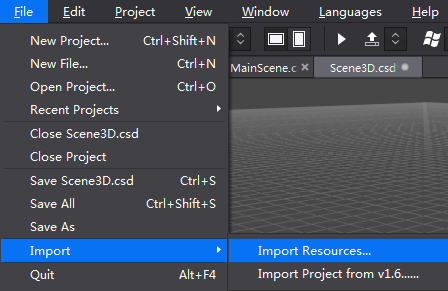 File Edit Project View Window Languages Help
MainScene.c Scene3D.csd
New Project... Ctrl+Shift+N
New File... Ctrl+N
Open Project... Ctrl+O
Recent Projects
Close Scene3D.csd
Close Project
Save Scene3D.csd Ctrl+S
Save All Ctrl+Shift+S
Save As
Import Import Resources...
Quit Alt+F4 Import Project from v1.6......